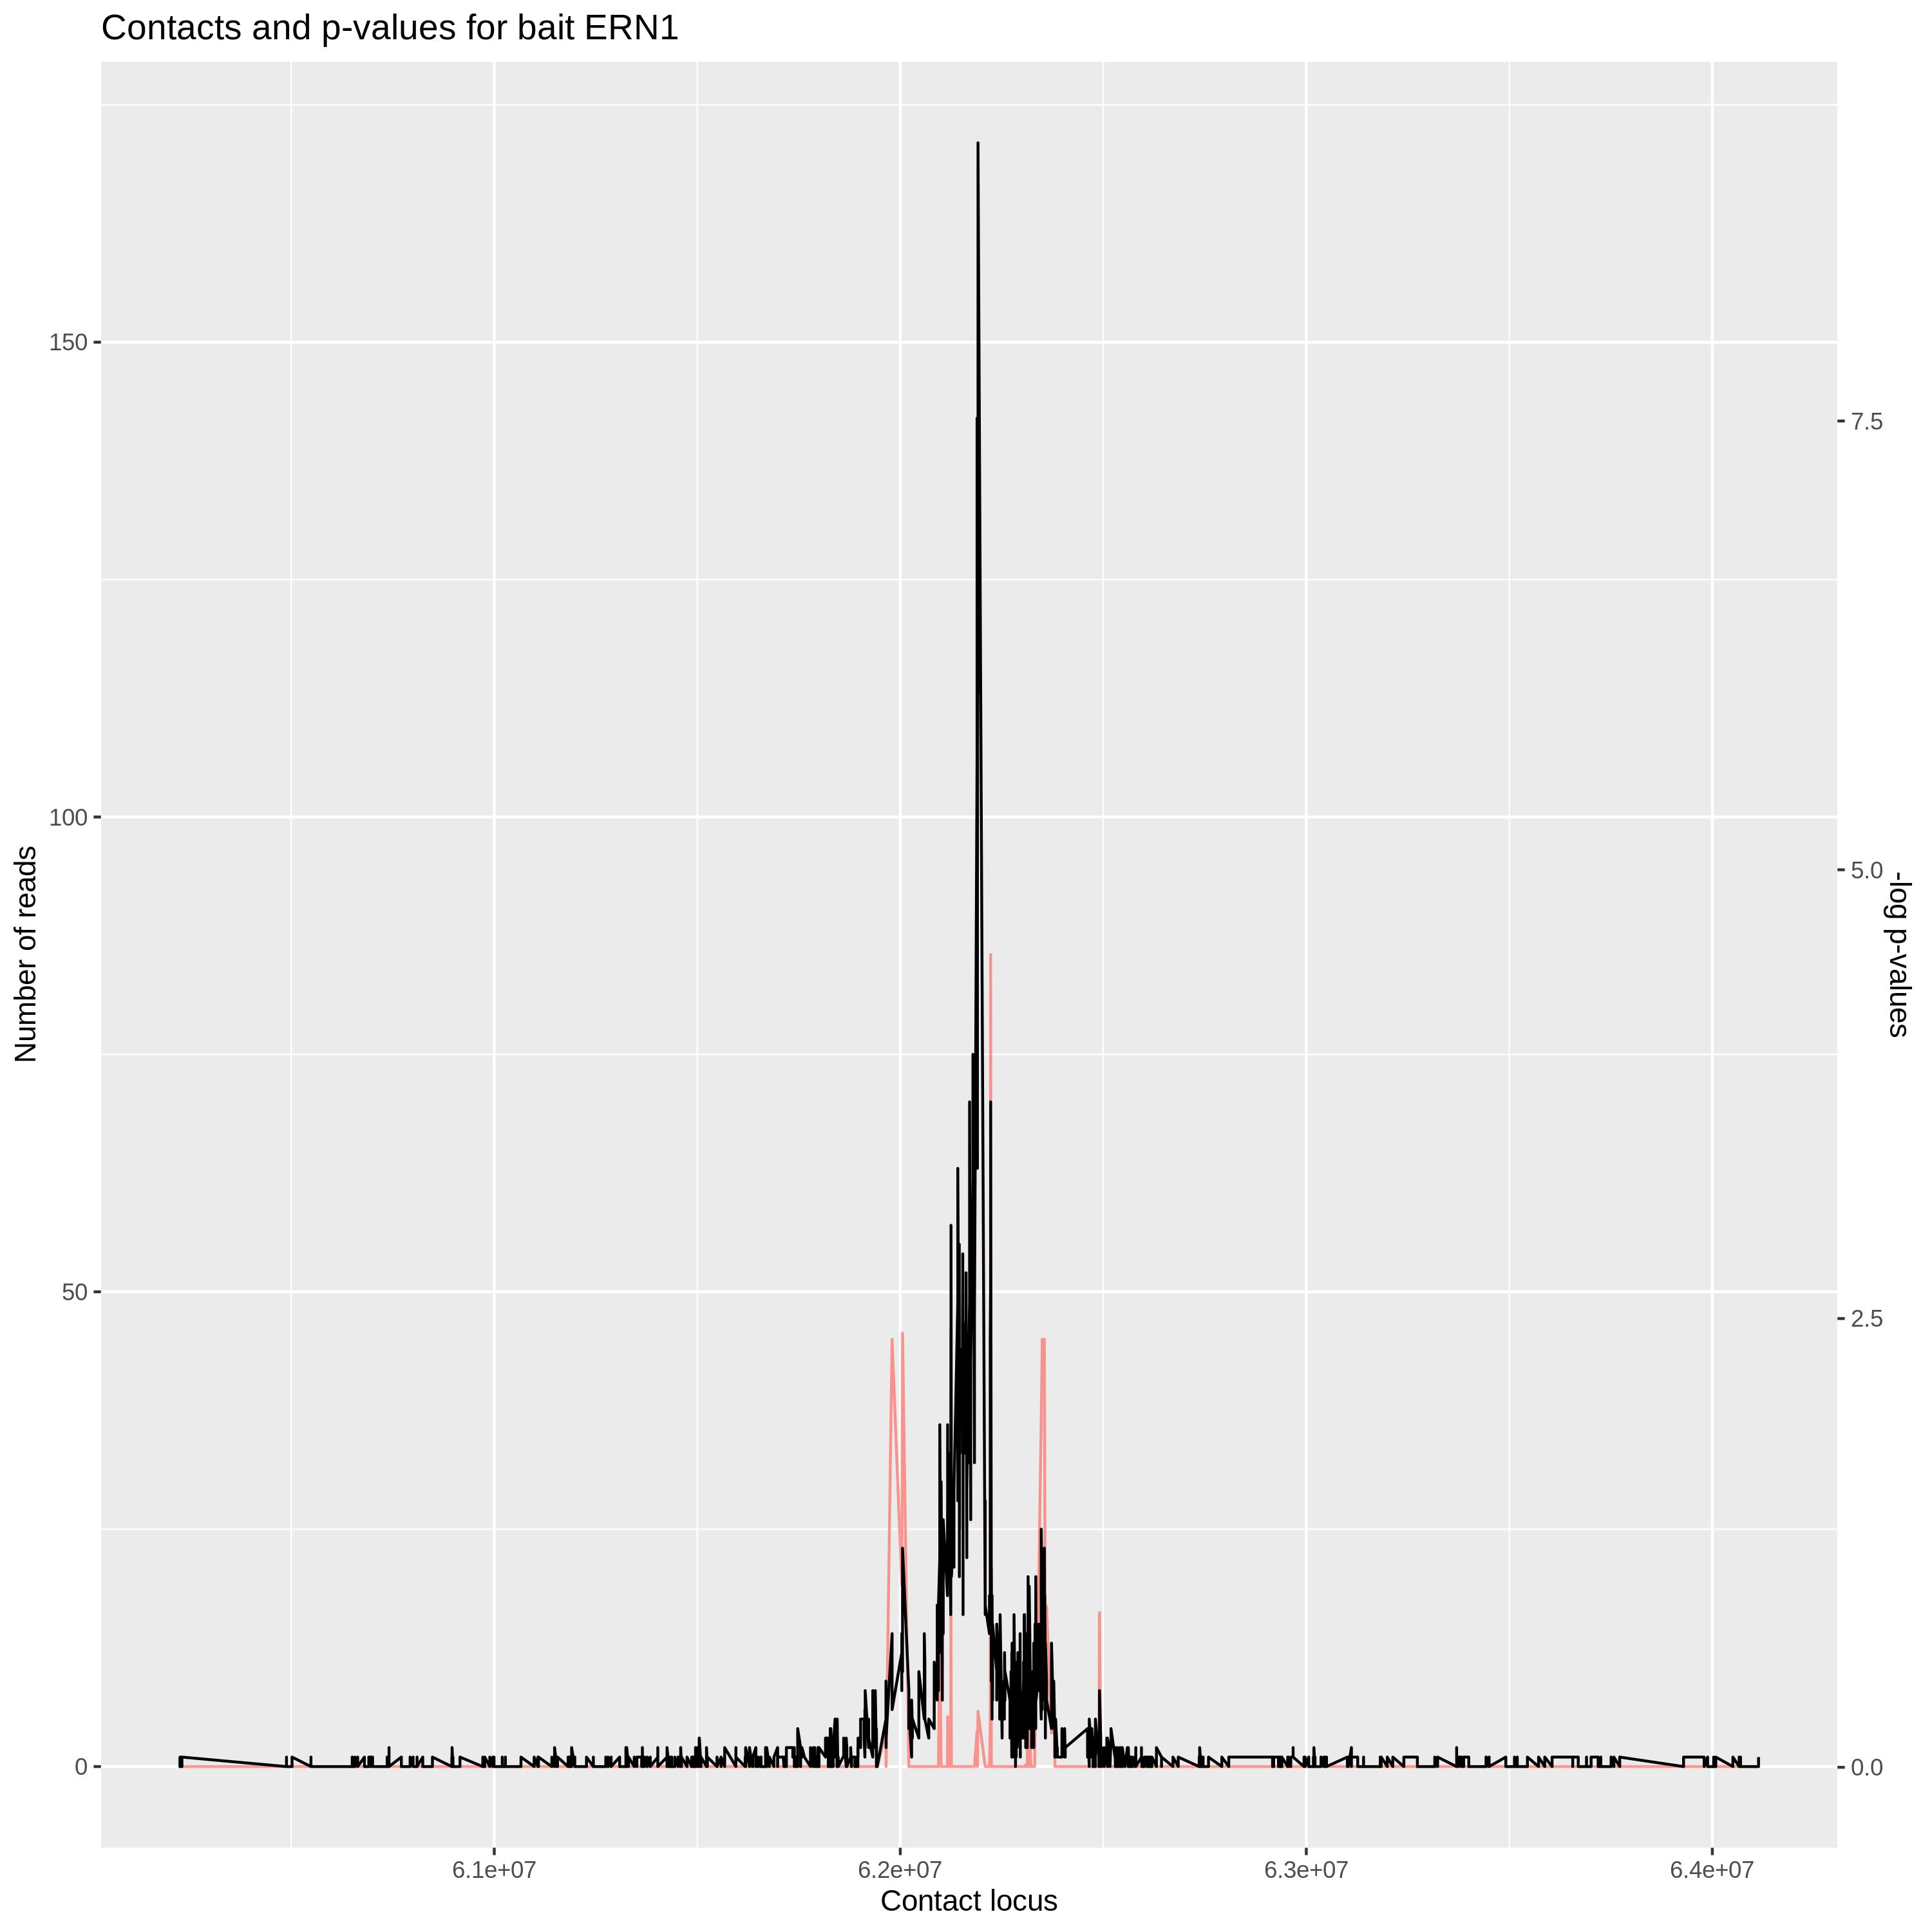 Contacts and p-values for bait ERN1
150
100
50
0
Number of reads
7.5
5.0
2.5
0.0
-log p-values
6.1e+07
6.2e+07
6.3e+07
6.4e+07
Contact locus